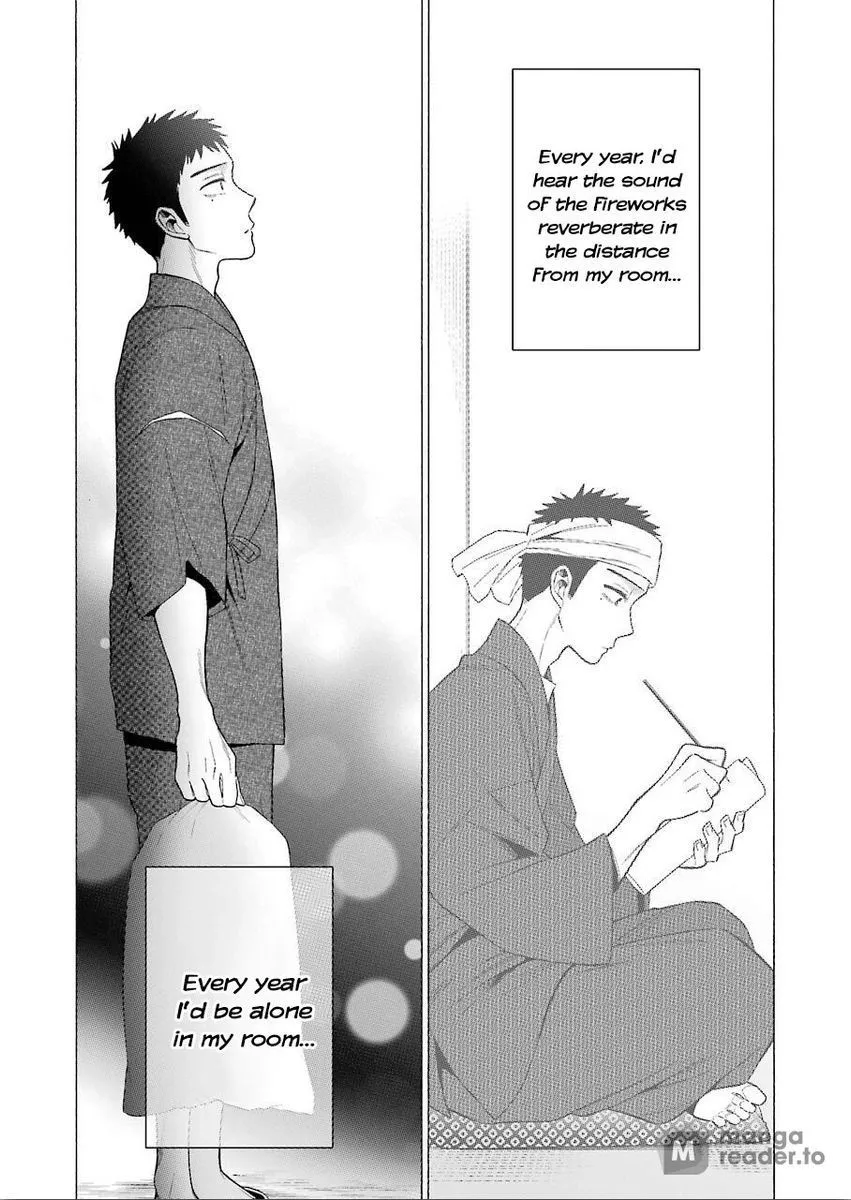 Every year, I'd
hear the sound
of the fireworks
reverberate in
the distance
from my room...
Every year
I'd be alone
in my room...
M manga
reader.to